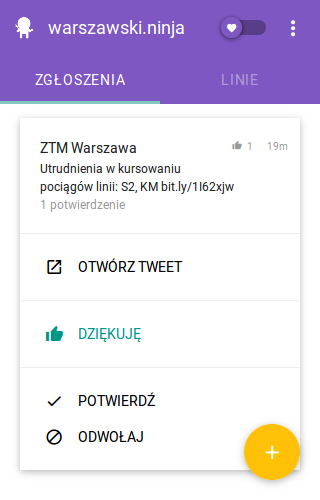 warszawski.ninja
ZGŁOSZENIA LINIE
ZTM Warszawa 1 19m
Utrudnienia w kursowaniu
pociągów linii: S2, KM bit.ly/1I62xjw
1 potwierdzenie
OTWÓRZ TWEET
DZIĘKUJĘ
POTWIERDŹ
ODWOŁAJ